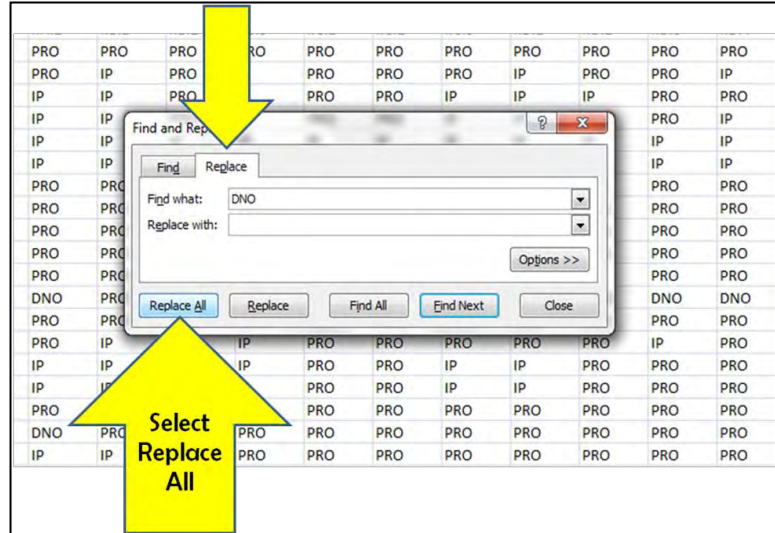 PRO PRO PRO PRO PRO PRO PRO PRO PRO PRO
PRO IP PRO PRO PRO PRO IP PRO PRO IP
IP IP PRO PRO PRO IP IP IP PRO PRO
IP IP PRO IP
Find and Rep
IP IP IP IP
IP IP IP IP
Find Replace
PRO PRO PRO PRO
Find what: DNO
PRO PRO PRO PRO
Replace with:
PRO PRO PRO PRO
PRO PRO PRO PRO
Options >>
PRO PRO PRO PRO
DNO PRO DNO DNO
Replace All Replace Find All Find Next Close
PRO PRO PRO PRO
PRO IP IP PRO PRO PRO PRO PRO IP PRO
IP IP IP PRO PRO IP IP PRO PRO PRO
IP PRO PRO IP IP PRO PRO PRO
PRO PRO PRO PRO PRO PRO PRO PRO PRO
DNO PRO PRO PRO PRO PRO PRO PRO PRO PRO
IP IP PRO PRO PRO PRO PRO PRO PRO PRO
Select
Replace
All